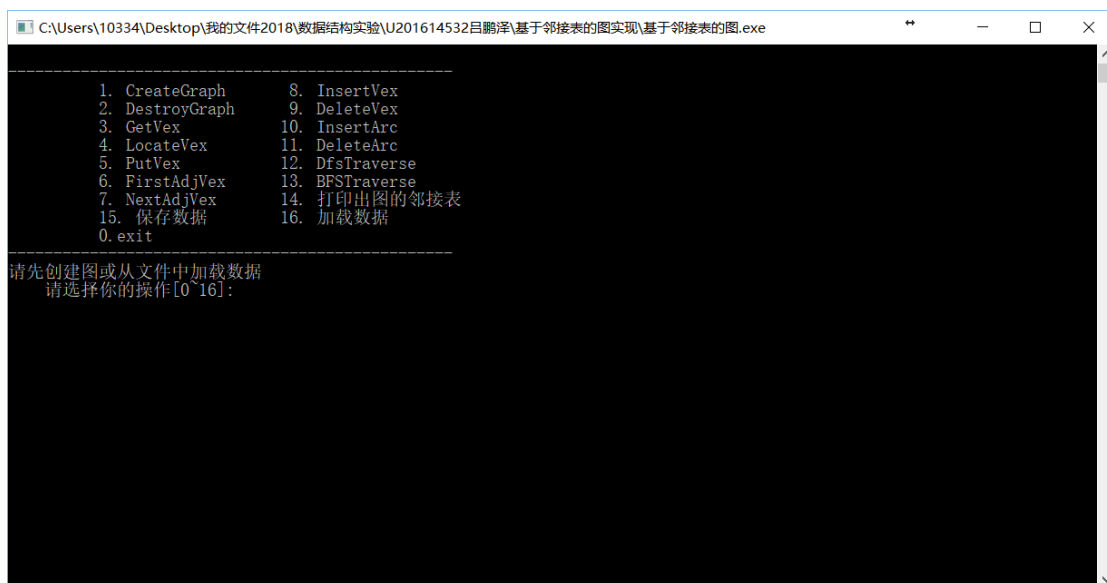 C:\Users\10334\Desktop\我的文件2018\数据结构实验\U201614532吕鹏泽\基于邻接表的图实现\基于邻接表的图.exe
--------------------------------------------------
1. CreateGraph 8. InsertVex
2. DestroyGraph 9. DeleteVex
3. GetVex 10. InsertArc
4. LocateVex 11. DeleteArc
5. PutVex 12. DfsTraverse
6. FirstAdjVex 13. BFSTraverse
7. NextAdjVex 14. 打印出图的邻接表
15. 保存数据 16. 加载数据
0.exit
--------------------------------------------------
请先创建图或从文件中加载数据
请选择你的操作[0~16]: